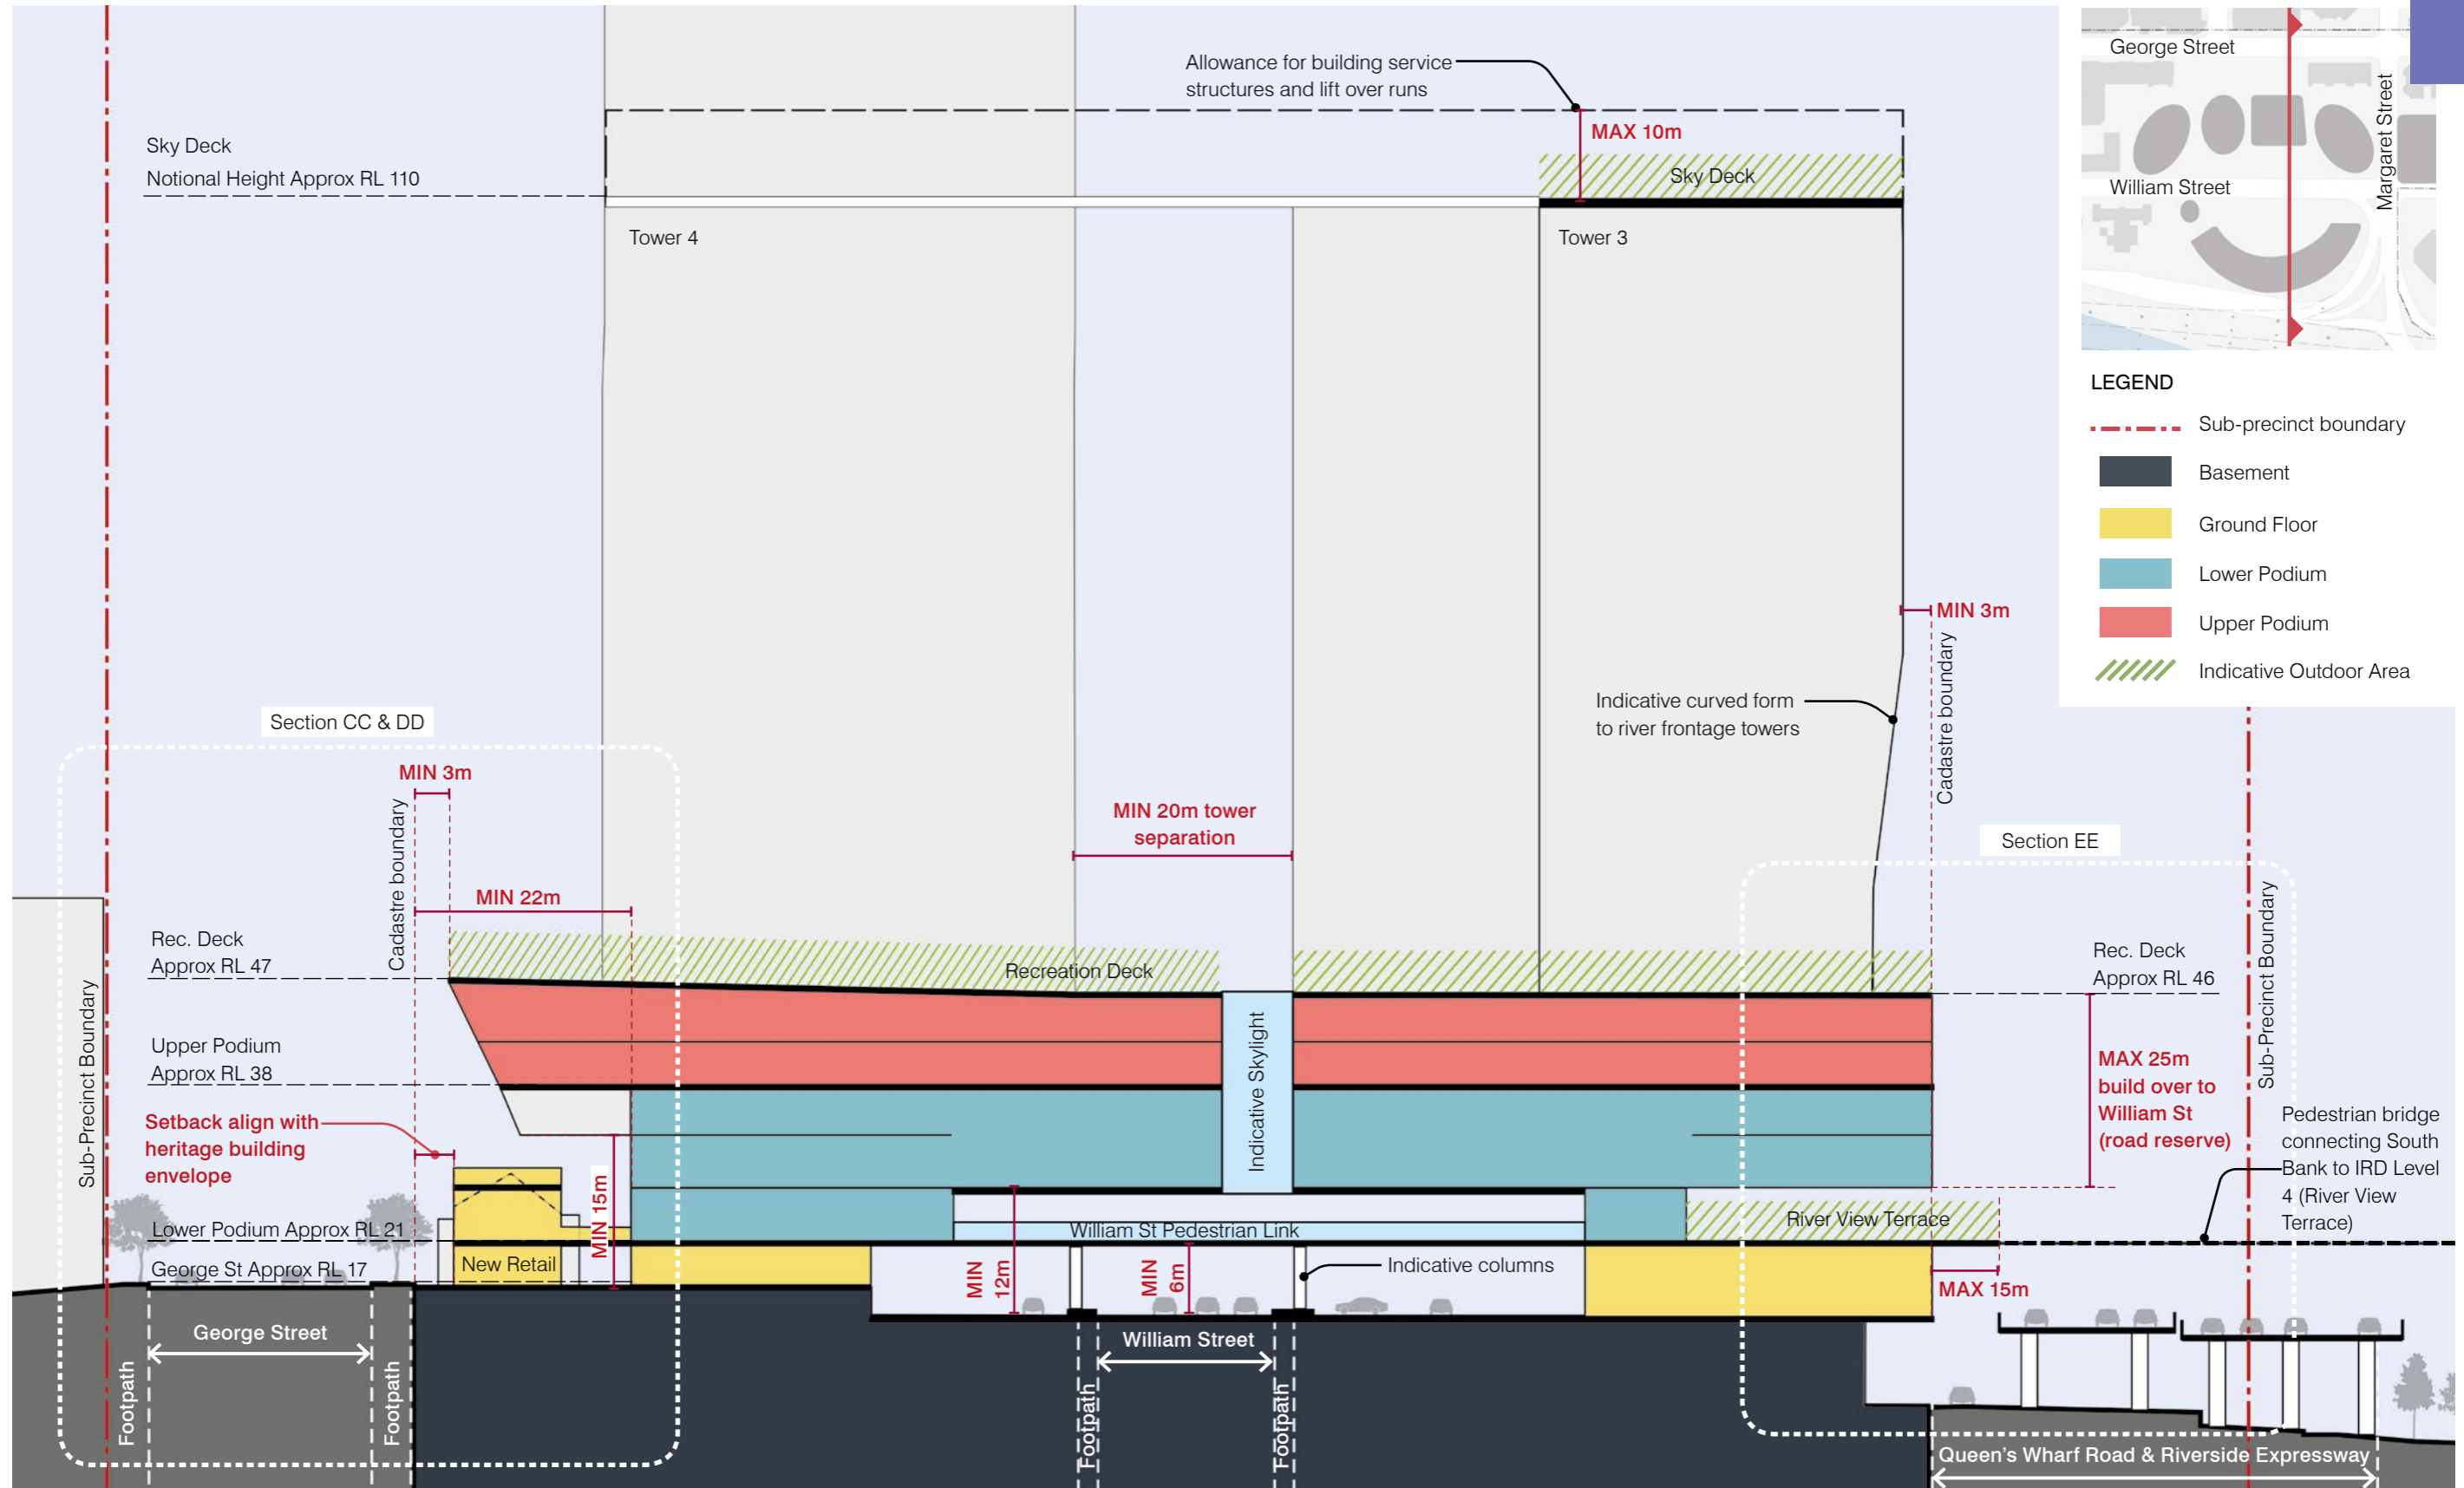 Allowance for building service
structures and lift over runs
MAX 10m
Sky Deck
Notional Height Approx RL 110
Sky Deck
Tower 4
Tower 3
George Street
Margaret Street
William Street
LEGEND
Sub-precinct boundary
Basement
Ground Floor
Lower Podium
Upper Podium
Indicative Outdoor Area
MIN 3m
Cadastre boundary
Indicative curved form
to river frontage towers
Section CC & DD
MIN 3m
Cadastre boundary
MIN 22m
MIN 20m tower
separation
Section EE
Sub-Precinct Boundary
Rec. Deck
Approx RL 47
Recreation Deck
Rec. Deck
Approx RL 46
Sub-Precinct Boundary
Upper Podium
Approx RL 38
Indicative Skylight
MAX 25m
build over to
William St
(road reserve)
Setback align with
heritage building
envelope
MIN 15m
Pedestrian bridge
connecting South
Bank to IRD Level
4 (River View
Terrace)
Lower Podium Approx RL 21
William St Pedestrian Link
River View Terrace
George St Approx RL 17
New Retail
MIN
12m
MIN
6m
Indicative columns
MAX 15m
George Street
Footpath
Footpath
William Street
Footpath
Footpath
Queen's Wharf Road & Riverside Expressway